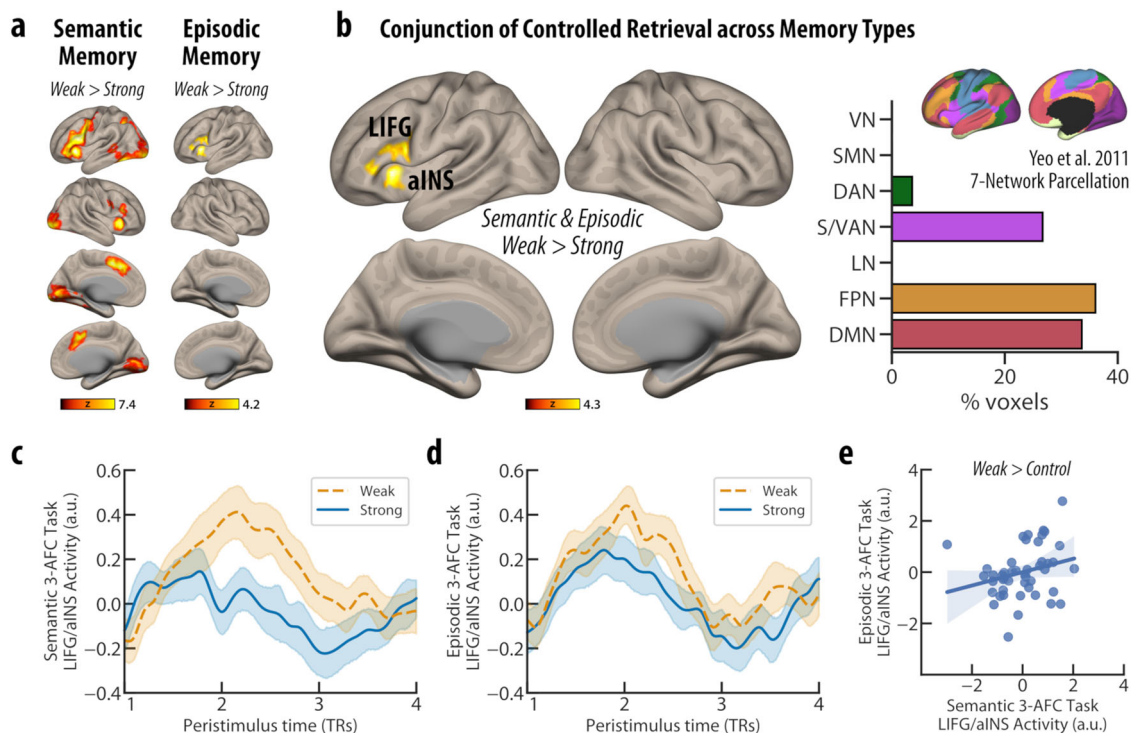 a
Semantic
Memory
Weak > Strong
Episodic
Memory
Weak > Strong
z 7.4
z 4.2
b Conjunction of Controlled Retrieval across Memory Types
LIFG
aINS
Semantic & Episodic
Weak > Strong
4.3
z
VN
SMN
DAN
S/VAN
LN
FPN
DMN
0 20 40
% voxels
Yeo et al. 2011
7-Network Parcellation
c
Semantic 3-AFC Task
LIFG/aINS Activity (a.u.)
0.6
0.4
0.2
0.0
−0.2
−0.4
1 2 3 4
Peristimulus time (TRs)
Weak
Strong
d
Episodic 3-AFC Task
LIFG/aINS Activity (a.u.)
0.6
0.4
0.2
0.0
−0.2
−0.4
1 2 3 4
Peristimulus time (TRs)
Weak
Strong
e
Weak > Control
Episodic 3-AFC Task
LIFG/aINS Activity (a.u.)
4
2
0
−2
−2 0 2 4
Semantic 3-AFC Task
LIFG/aINS Activity (a.u.)